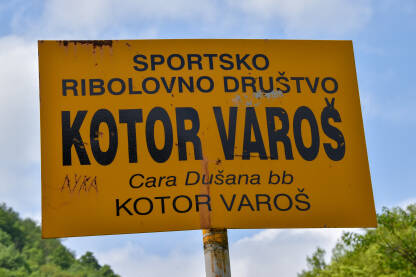 SPORTSKO
RIBOLOVNO DRUŠTVO
KOTOR VAROŠ
Cara Dušana bb
KOTOR VAROŠ